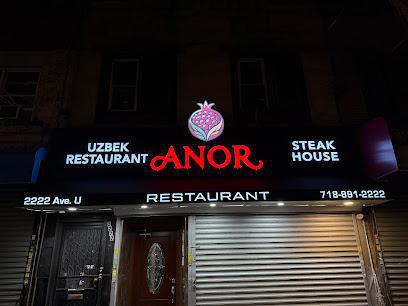 UZBEK
RESTAURANT
ANOR
STEAK
HOUSE
2222 Ave. U
RESTAURANT
718-891-2222